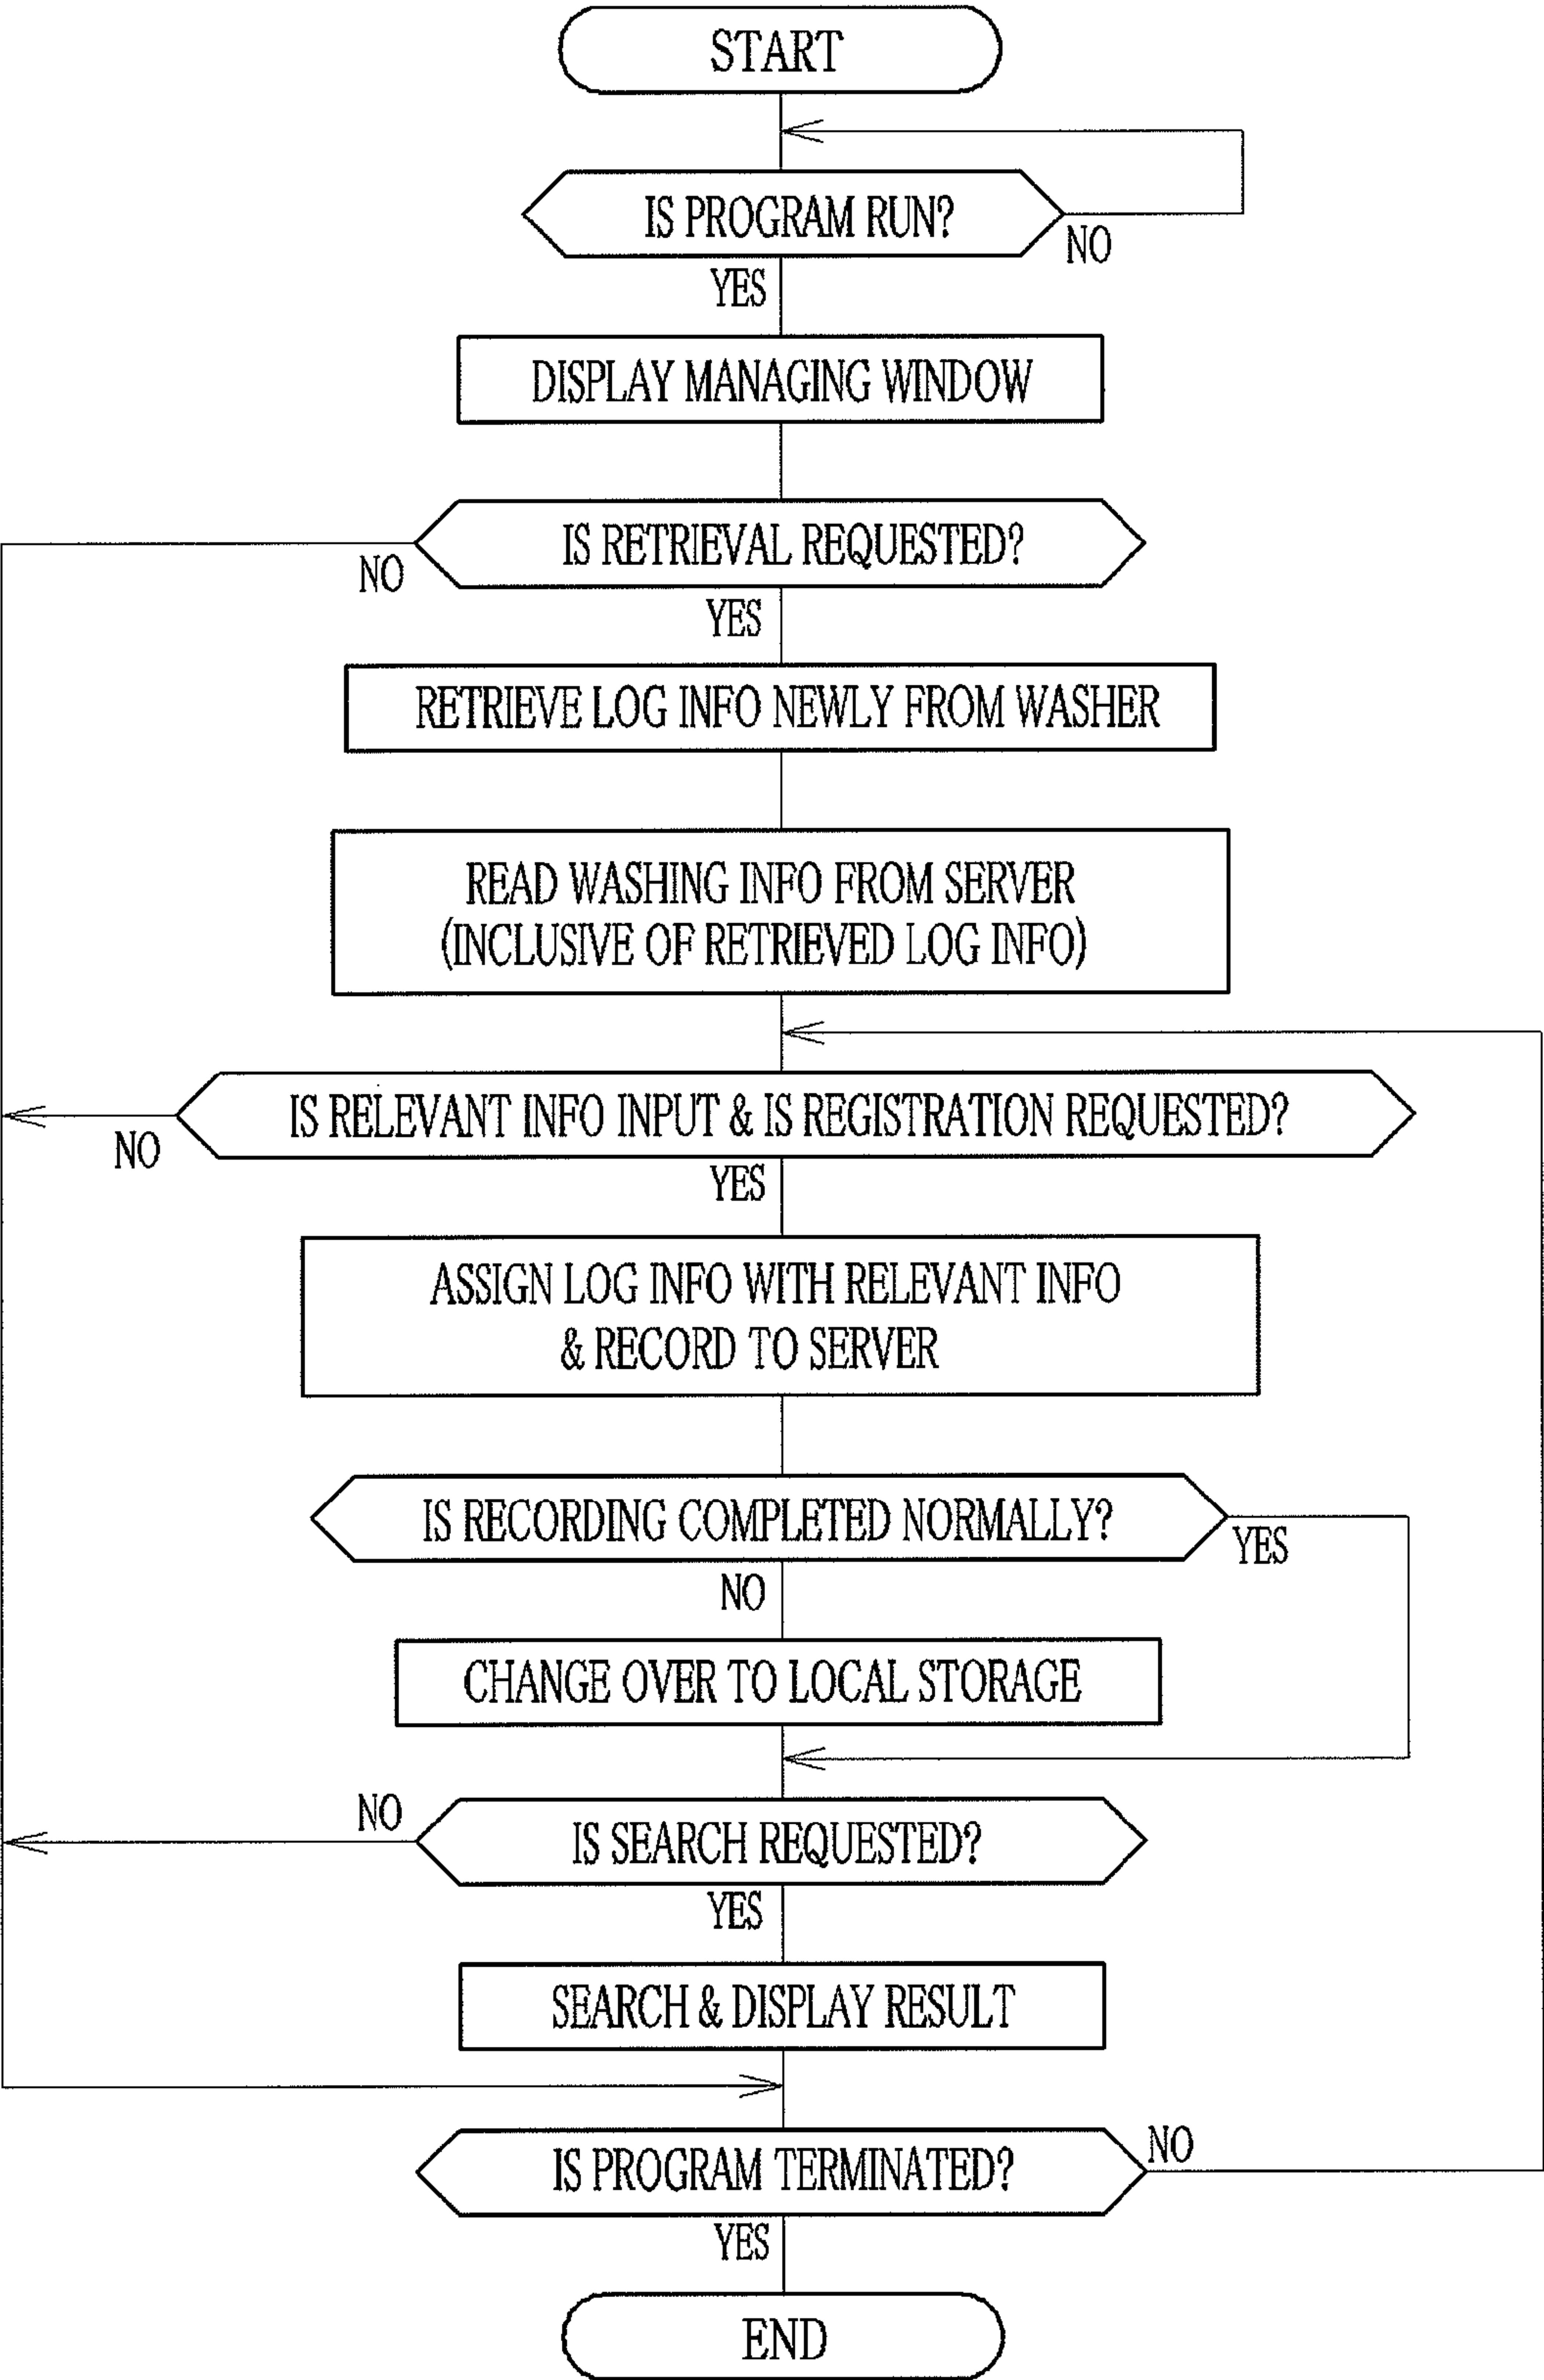 START
IS PROGRAM RUN?
NO
YES
DISPLAY MANAGING WINDOW
IS RETRIEVAL REQUESTED?
NO
YES
RETRIEVE LOG INFO NEWLY FROM WASHER
READ WASHING INFO FROM SERVER
(INCLUSIVE OF RETRIEVED LOG INFO)
IS RELEVANT INFO INPUT & IS REGISTRATION REQUESTED?
NO
YES
ASSIGN LOG INFO WITH RELEVANT INFO
& RECORD TO SERVER
IS RECORDING COMPLETED NORMALLY?
YES
NO
CHANGE OVER TO LOCAL STORAGE
NO
IS SEARCH REQUESTED?
YES
SEARCH & DISPLAY RESULT
IS PROGRAM TERMINATED?
NO
YES
END